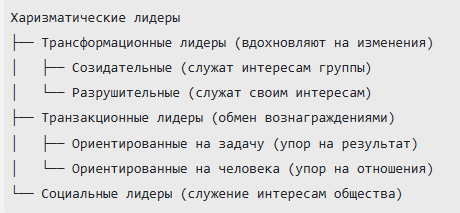 Харизматические лидеры
├── Трансформационные лидеры (вдохновляют на изменения)
│   ├── Созидательные (служат интересам группы)
│   └── Разрушительные (служат своим интересам)
├── Транзакционные лидеры (обмен вознаграждениями)
│   ├── Ориентированные на задачу (упор на результат)
│   └── Ориентированные на человека (упор на отношения)
└── Социальные лидеры (служение интересам общества)